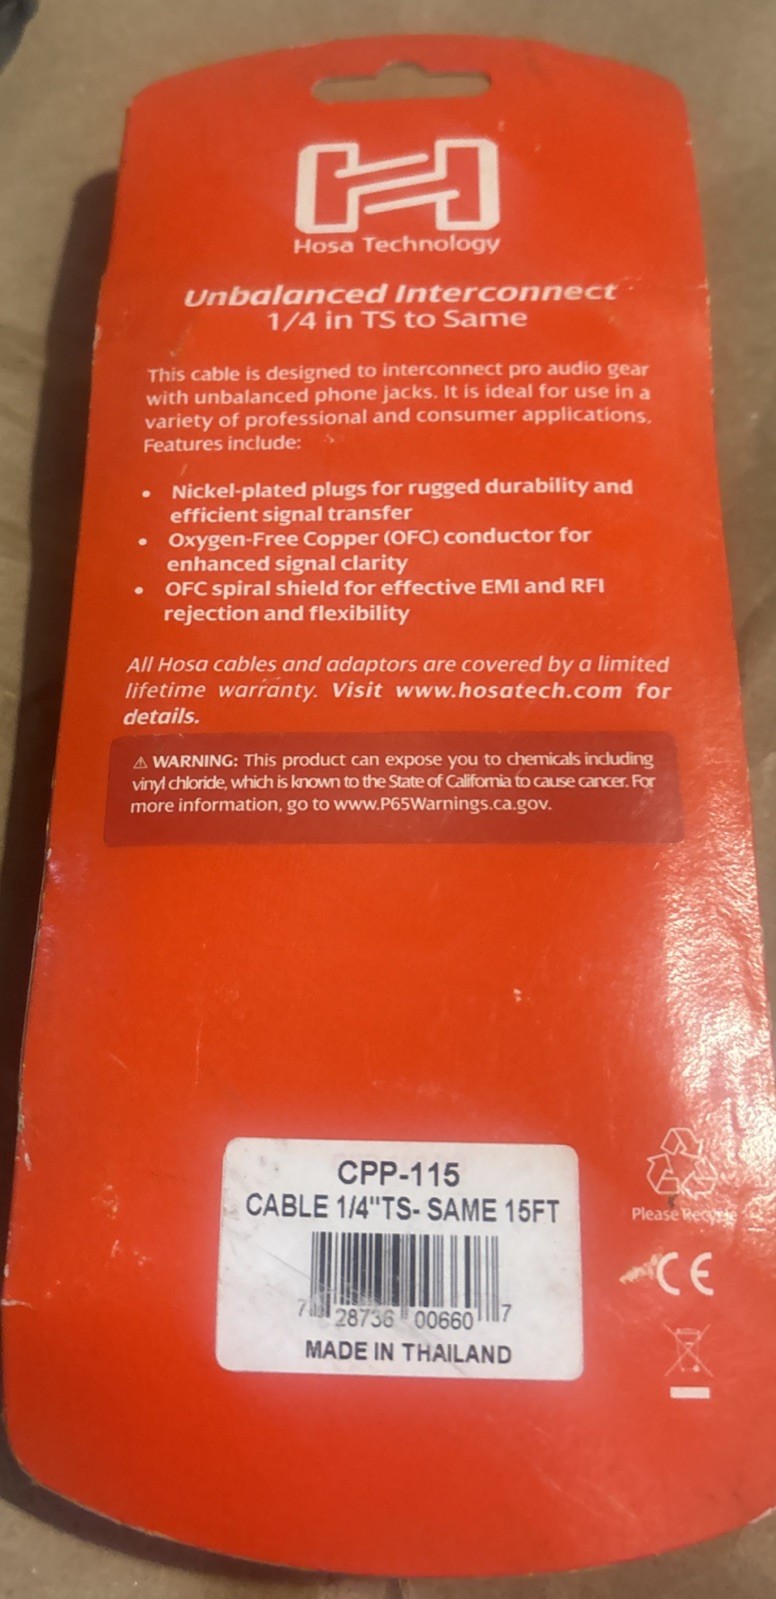 Hosa Technology
Unbalanced Interconnect
1/4 in TS to Same
This cable is designed to interconnect pro audio gear
with unbalanced phone jacks. It is ideal for use in a
variety of professional and consumer applications.
Features include:
• Nickel-plated plugs for rugged durability and
efficient signal transfer
• Oxygen-Free Copper (OFC) conductor for
enhanced signal clarity
• OFC spiral shield for effective EMI and RFI
rejection and flexibility
All Hosa cables and adaptors are covered by a limited
lifetime warranty. Visit www.hosatech.com for
details.
⚠ WARNING: This product can expose you to chemicals including
vinyl chloride, which is known to the State of California to cause cancer. For
more information, go to www.P65Warnings.ca.gov.
CPP-115
CABLE 1/4"TS- SAME 15FT
7 28736 00660 7
MADE IN THAILAND
Please Recycle
CE